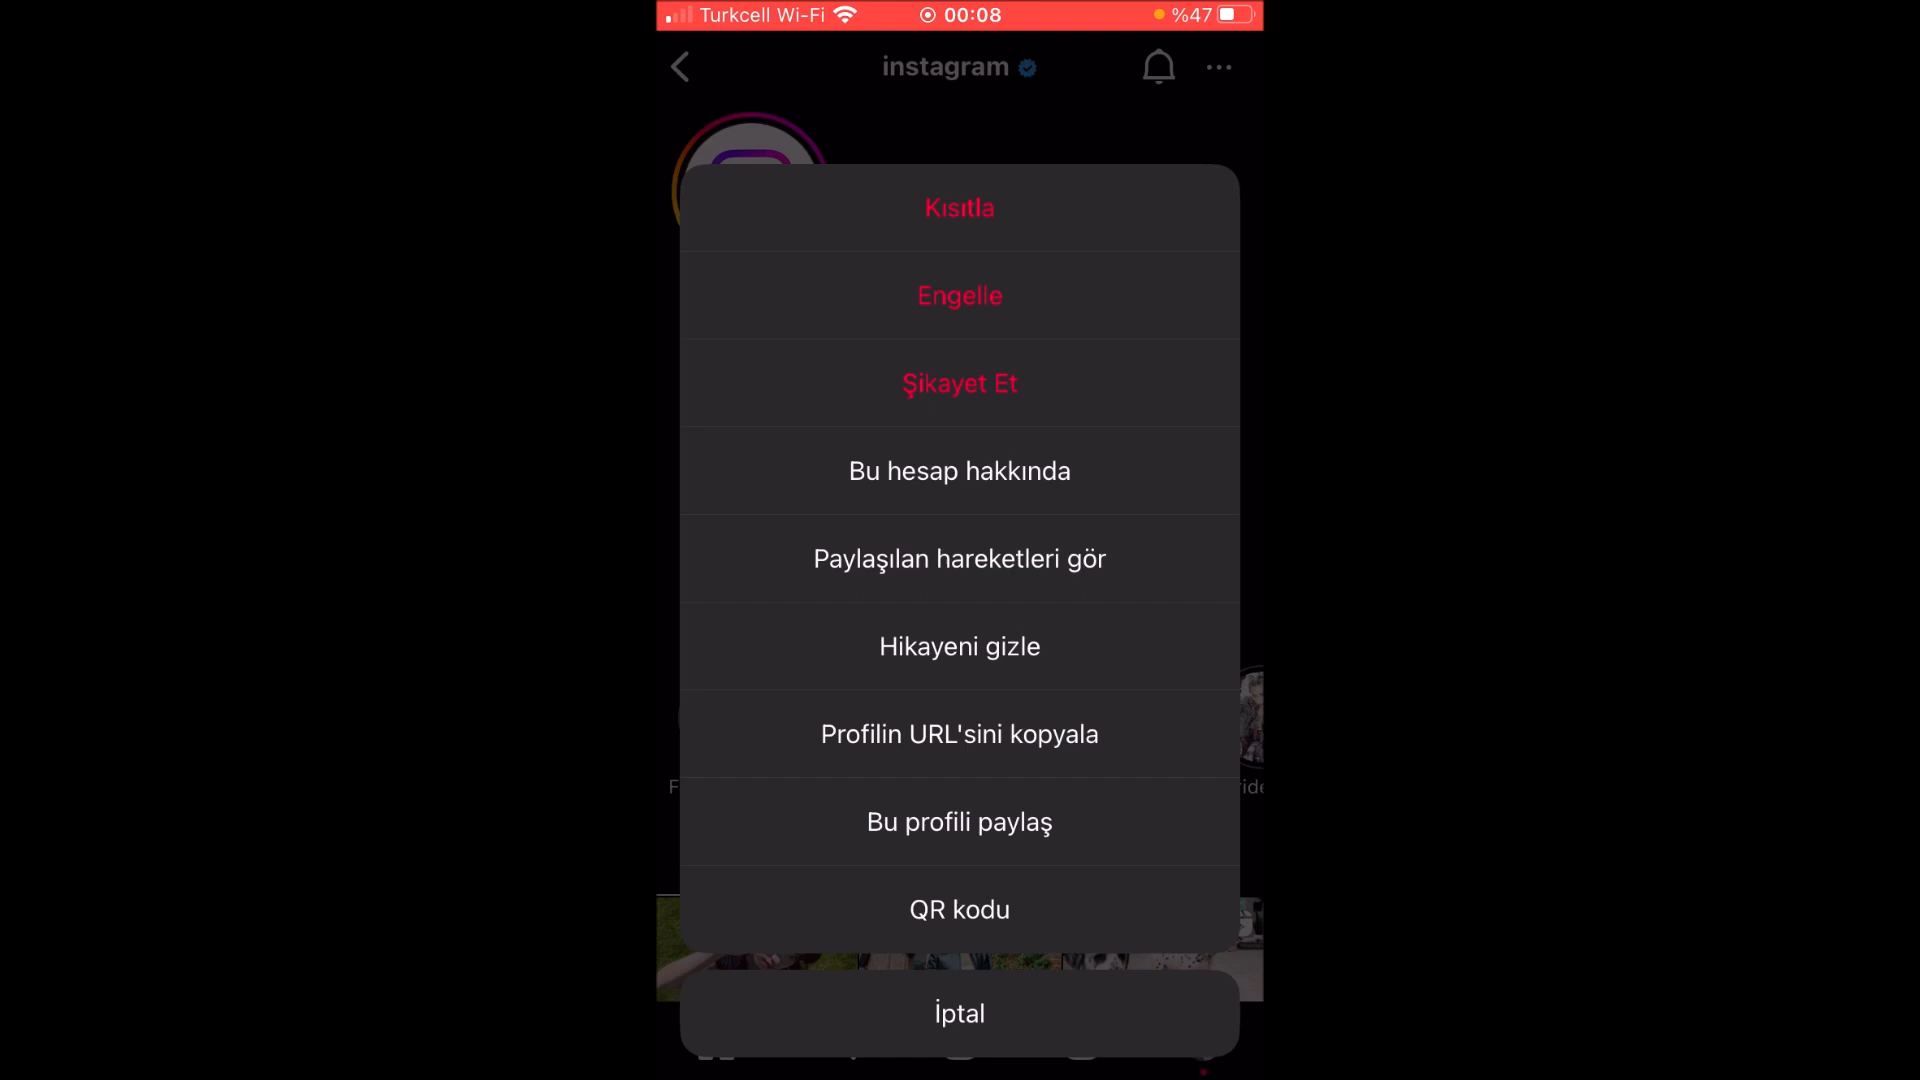 Turkcell Wi-Fi 00:08 %47
instagram
Kısıtla
Engelle
Şikayet Et
Bu hesap hakkında
Paylaşılan hareketleri gör
Hikayeni gizle
Profilin URL'sini kopyala
Bu profili paylaş
QR kodu
İptal